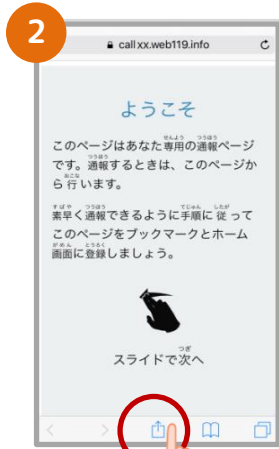 2
call xx.web119.info
ようこそ
このページはあなた専用の通報ページ
です。通報するときは、このページか
ら行います。
素早く通報できるように手順に従って
このページをブックマークとホーム
画面に登録しましょう。
スライドで次へ